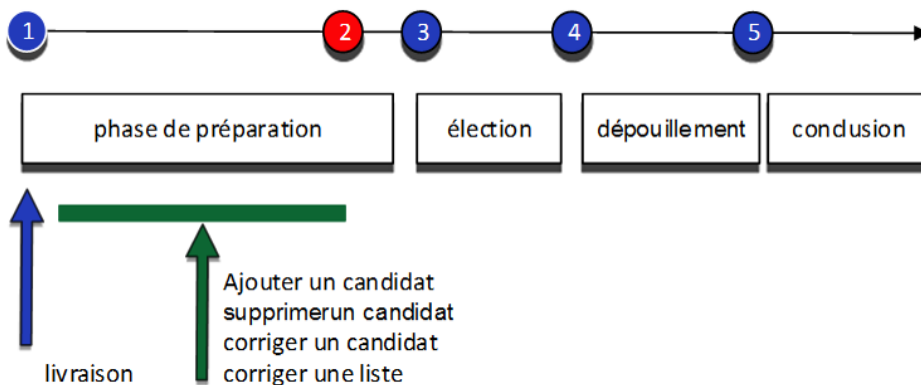 1 2 3 4 5
phase de préparation élection dépouillement conclusion
Ajouter un candidat
supprimerun candidat
corriger un candidat
livraison corriger une liste